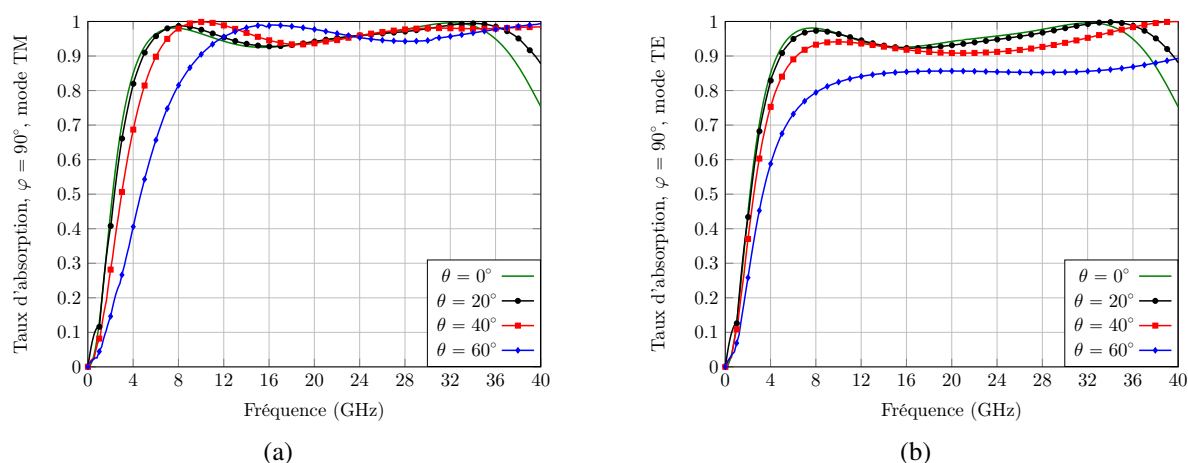 Taux d'absorption, φ = 90°, mode TM
1
0.9
0.8
0.7
0.6
0.5
0.4
0.3
0.2
0.1
0
0 4 8 12 16 20 24 28 32 36 40
Fréquence (GHz)
θ = 0°
θ = 20°
θ = 40°
θ = 60°
(a)
Taux d'absorption, φ = 90°, mode TE
1
0.9
0.8
0.7
0.6
0.5
0.4
0.3
0.2
0.1
0
0 4 8 12 16 20 24 28 32 36 40
Fréquence (GHz)
θ = 0°
θ = 20°
θ = 40°
θ = 60°
(b)